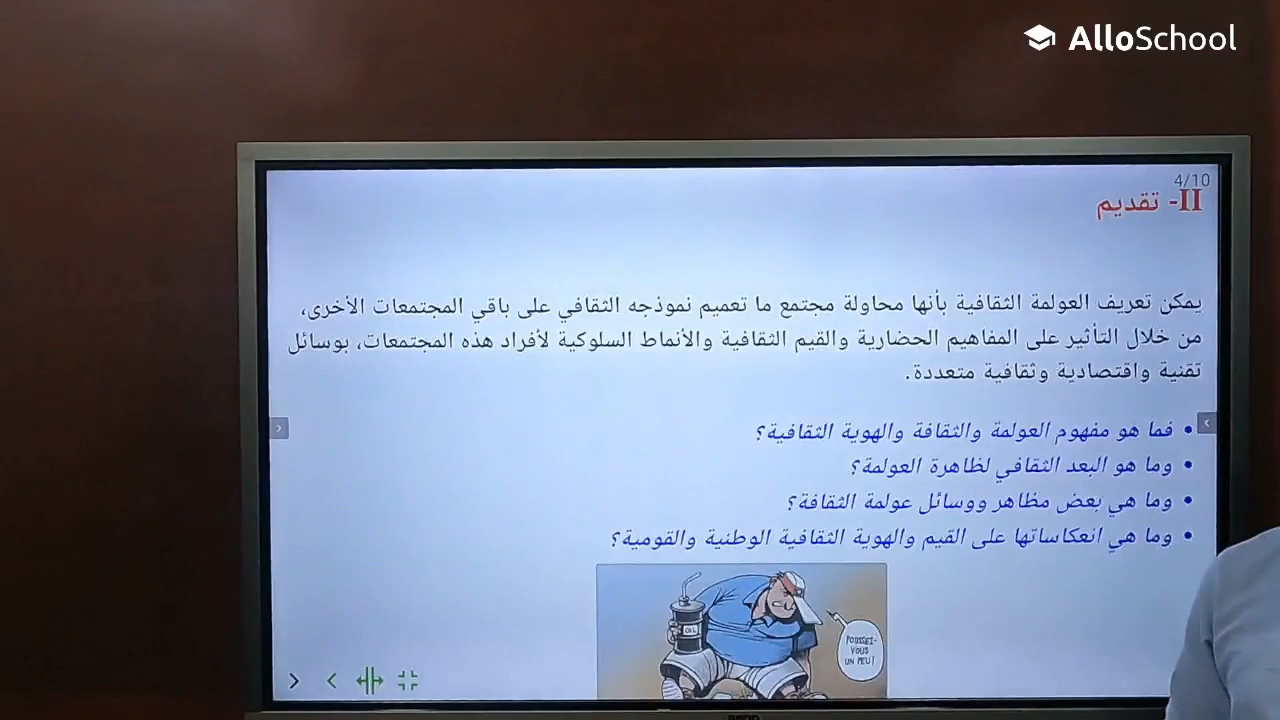 AlloSchool
4/10
II- تقديم
يمكن تعريف العولمة الثقافية بأنها محاولة مجتمع ما تعميم نموذجه الثقافي على باقي المجتمعات الأخرى،
من خلال التأثير على المفاهيم الحضارية والقيم الثقافية والأنماط السلوكية لأفراد هذه المجتمعات، بوسائل
تقنية واقتصادية وثقافية متعددة.
• فما هو مفهوم العولمة والثقافة والهوية الثقافية؟
• وما هو البعد الثقافي لظاهرة العولمة؟
• وما هي بعض مظاهر ووسائل عولمة الثقافة؟
• وما هي انعكاساتها على القيم والهوية الثقافية الوطنية والقومية؟
OIL
POUSSEZ-
VOUS
UN PEU!